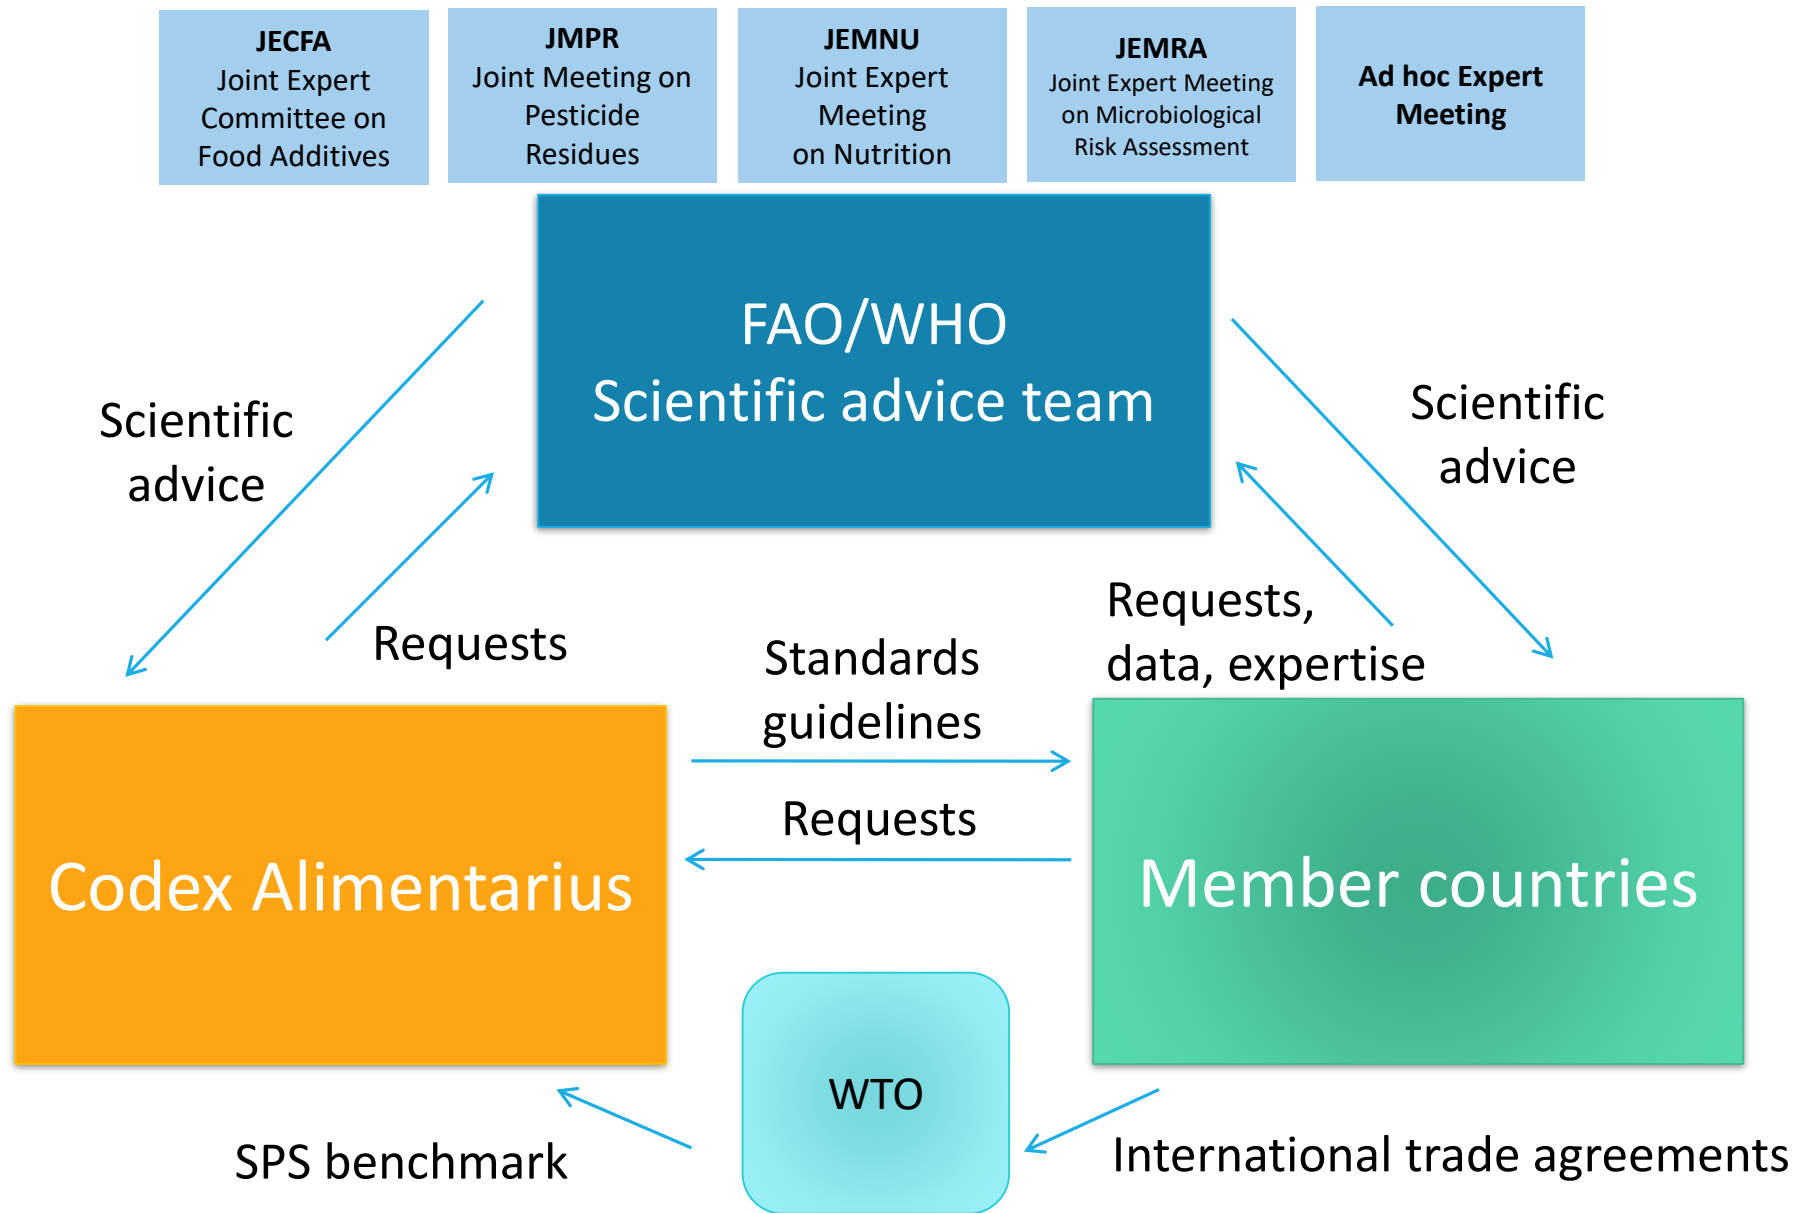 JECFA
Joint Expert
Committee on
Food Additives
JMPR
Joint Meeting on
Pesticide
Residues
JEMNU
Joint Expert
Meeting
on Nutrition
JEMRA
Joint Expert Meeting
on Microbiological
Risk Assessment
Ad hoc Expert
Meeting
FAO/WHO
Scientific advice team
Scientific
advice
Scientific
advice
Requests
Requests,
data, expertise
Standards
guidelines
Requests
Codex Alimentarius
Member countries
WTO
SPS benchmark
International trade agreements